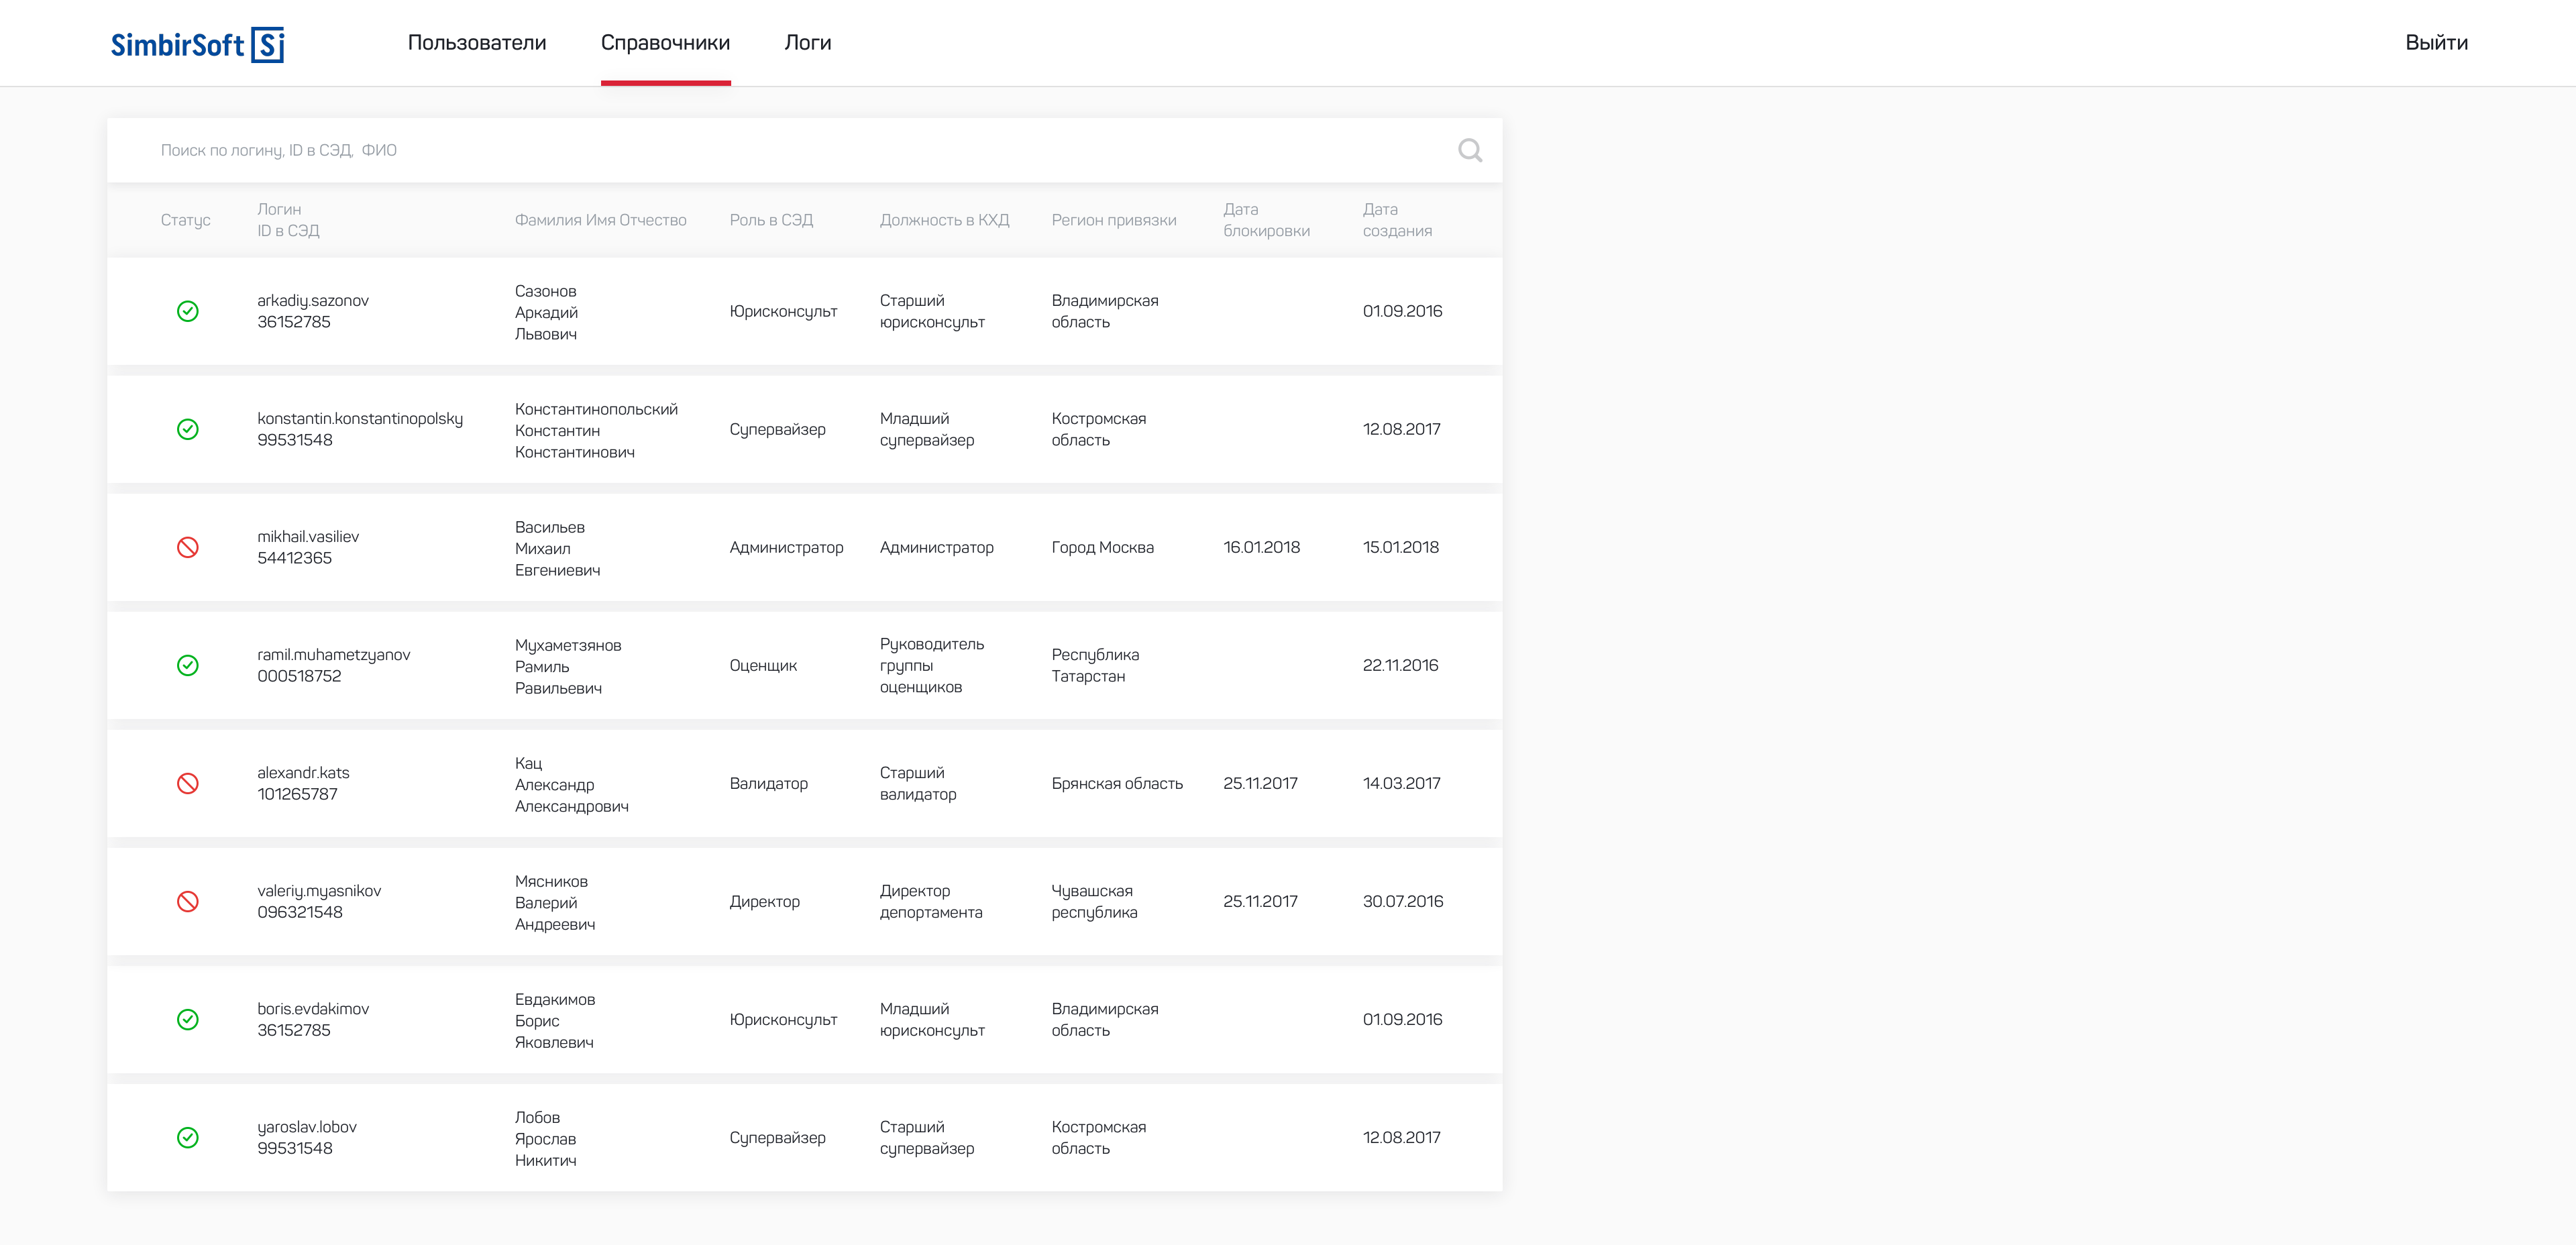 SimbirSoft Si
Пользователи Справочники Логи Выйти
Поиск по логину, ID в СЭД, ФИО
Статус
Логин
ID в СЭД
Фамилия Имя Отчество
Роль в СЭД
Должность в КХД
Регион привязки
Дата
блокировки
Дата
создания
arkadiy.sazonov
36152785
Сазонов
Аркадий
Львович
Юрисконсульт
Старший
юрисконсульт
Владимирская
область
01.09.2016
konstantin.konstantinopolsky
99531548
Константинопольский
Константин
Константинович
Супервайзер
Младший
супервайзер
Костромская
область
12.08.2017
mikhail.vasiliev
54412365
Васильев
Михаил
Евгениевич
Администратор
Администратор
Город Москва
16.01.2018
15.01.2018
ramil.muhametzyanov
000518752
Мухаметзянов
Рамиль
Равильевич
Оценщик
Руководитель
группы
оценщиков
Республика
Татарстан
22.11.2016
alexandr.kats
101265787
Кац
Александр
Александрович
Валидатор
Старший
валидатор
Брянская область
25.11.2017
14.03.2017
valeriy.myasnikov
096321548
Мясников
Валерий
Андреевич
Директор
Директор
депортамента
Чувашская
республика
25.11.2017
30.07.2016
boris.evdakimov
36152785
Евдакимов
Борис
Яковлевич
Юрисконсульт
Младший
юрисконсульт
Владимирская
область
01.09.2016
yaroslav.lobov
99531548
Лобов
Ярослав
Никитич
Супервайзер
Старший
супервайзер
Костромская
область
12.08.2017